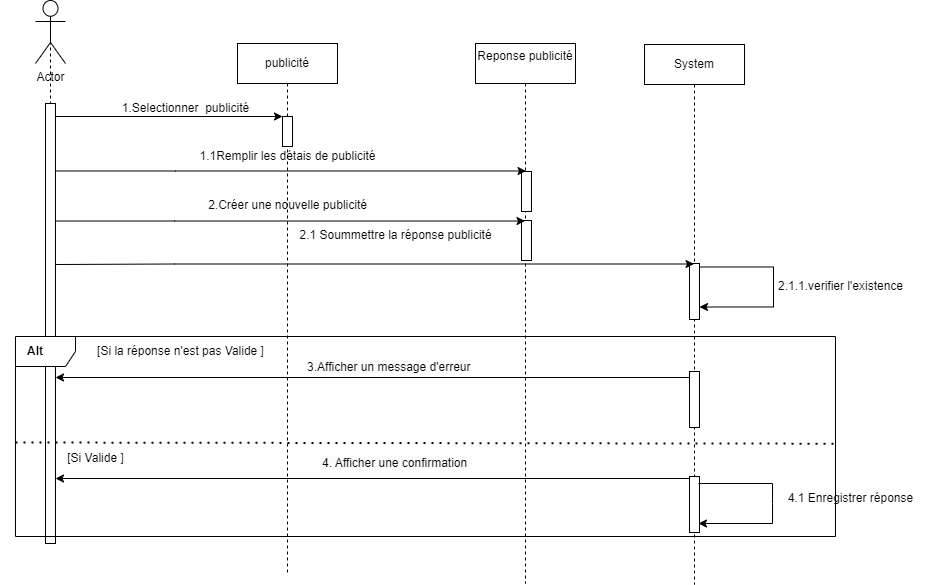 Actor
publicité
Reponse publicité
System
1.Selectionner publicité
1.1Remplir les détais de publicité
2.Créer une nouvelle publicité
2.1 Soummettre la réponse publicité
2.1.1.verifier l'existence
Alt
[Si la réponse n'est pas Valide ]
3.Afficher un message d'erreur
[Si Valide ]
4. Afficher une confirmation
4.1 Enregistrer réponse